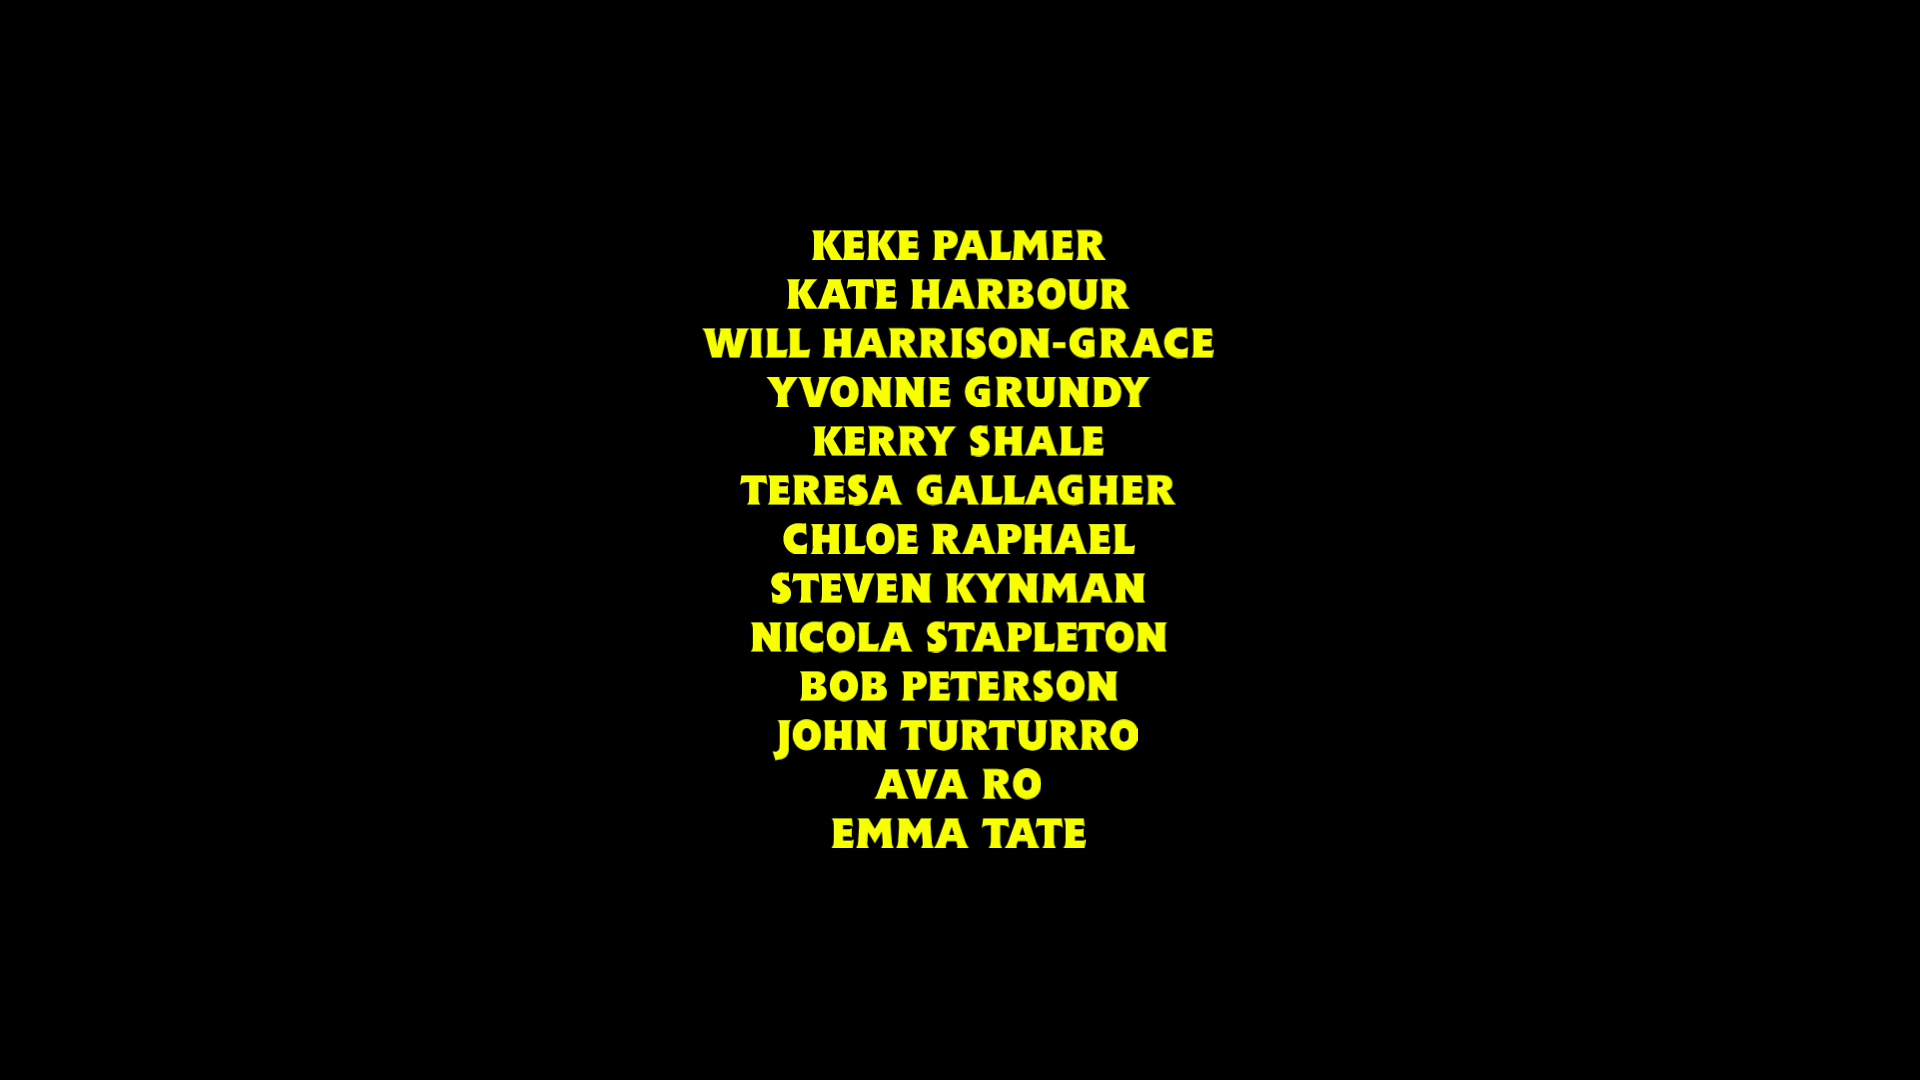 KEKE PALMER
KATE HARBOUR
WILL HARRISON-GRACE
YVONNE GRUNDY
KERRY SHALE
TERESA GALLAGHER
CHLOE RAPHAEL
STEVEN KYNMAN
NICOLA STAPLETON
BOB PETERSON
JOHN TURTURRO
AVA RO
EMMA TATE